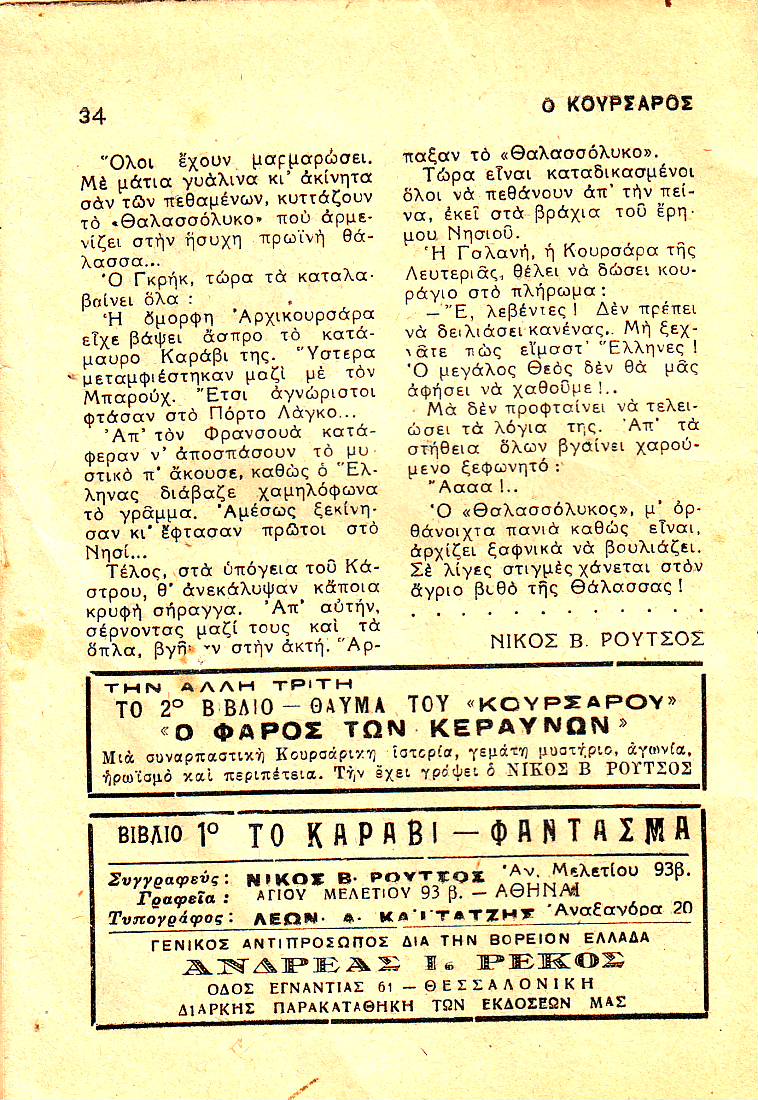 34
Ο ΚΟΥΡΣΑΡΟΣ
Ὅλοι ἔχουν μαρμαρώσει.
Μὲ μάτια γυάλινα κι' ἀκίνητα
σὰν τῶν πεθαμένων, κυττάζουν
τὸ «Θαλασσόλυκο» ποὺ ἀρμε-
νίζει στὴν ἥσυχη πρωϊνὴ θά-
λασσα...
Ὁ Γκρήκ, τώρα τὰ καταλα-
βαίνει ὅλα :
Ἡ ὄμορφη Ἀρχικουρσάρα
εἶχε βάψει ἄσπρο τὸ κατά-
μαυρο Καράβι της. Ὕστερα
μεταμφιέστηκαν μαζὶ μὲ τὸν
Μπαρούχ. Ἔτσι ἀγνώριστοι
φτάσαν στὸ Πόρτο Λάγκο...
Ἀπ' τὸν Φρανσουὰ κατά-
φεραν ν' ἀποσπάσουν τὸ μυ-
στικὸ π' ἄκουσε, καθὼς ὁ Ἕλ-
ληνας διάβαζε χαμηλόφωνα
τὸ γρᾶμμα. Ἀμέσως ξεκίνη-
σαν κι' ἔφτασαν πρῶτοι στὸ
Νησί...
Τέλος, στὰ ὑπόγεια τοῦ Κά-
στρου, θ' ἀνεκάλυψαν κάποια
κρυφὴ σήραγγα. Ἀπ' αὐτήν,
σέρνοντας μαζί τους καὶ τὰ
ὅπλα, στὴν ἀκτή. Ἅρ-
παξαν τὸ «Θαλασσόλυκο».
Τώρα εἶναι καταδικασμένοι
ὅλοι νὰ πεθάνουν ἀπ' τὴν πεί-
να, ἐκεῖ στὰ βράχια τοῦ ἔρη-
μου Νησιοῦ.
Ἡ Γαλανή, ἡ Κουρσάρα τῆς
Λευτεριᾶς, θέλει νὰ δώσει κου-
ράγιο στὸ πλήρωμα :
— Ἔ, λεβέντες ! Δὲν πρέπει
νὰ δειλιάσει κανένας.. Μὴ ξεχ-
νᾶτε πὼς εἴμαστ' Ἕλληνες !
Ὁ μεγάλος Θεὸς δὲν θὰ μᾶς
ἀφήσει νὰ χαθοῦμε !..
Μὰ δὲν προφταίνει νὰ τελει-
ώσει τὰ λόγια της. Ἀπ' τὰ
στήθεια ὅλων βγαίνει χαρού-
μενο ξεφωνητό :
Ἄααα !..
Ὁ «Θαλασσόλυκος», μ' ὀρ-
θάνοιχτα πανιὰ καθὼς εἶναι,
ἀρχίζει ξαφνικὰ νὰ βουλιάζει.
Σὲ λίγες στιγμὲς χάνεται στὸν
ἄγριο βυθὸ τῆς Θάλασσας !
. . . . . . . . . . . .
ΝΙΚΟΣ Β. ΡΟΥΤΣΟΣ
ΤΗΝ ΑΛΛΗ ΤΡΙΤΗ
ΤΟ 2ο ΒΙΒΛΙΟ — ΘΑΥΜΑ ΤΟΥ «ΚΟΥΡΣΑΡΟΥ»
«Ο ΦΑΡΟΣ ΤΩΝ ΚΕΡΑΥΝΩΝ»
Μιὰ συναρπαστικὴ Κουρσάρικη ἱστορία, γεμάτη μυστήριο, ἀγωνία,
ἡρωϊσμὸ καὶ περιπέτεια. Τὴν ἔχει γράψει ὁ ΝΙΚΟΣ Β ΡΟΥΤΣΟΣ
ΒΙΒΛΙΟ 1ο ΤΟ ΚΑΡΑΒΙ — ΦΑΝΤΑΣΜΑ
Συγγραφεύς : ΝΙΚΟΣ Β. ΡΟΥΤΣΟΣ Ἁγ. Μελετίου 93β.
Γραφεῖα : ΑΓΙΟΥ ΜΕΛΕΤΙΟΥ 93 β. — ΑΘΗΝΑΙ
Τυπογράφος : ΛΕΩΝ. Δ. ΚΑΪΤΑΤΖΗΣ Ἀναξαγόρα 20
ΓΕΝΙΚΟΣ ΑΝΤΙΠΡΟΣΩΠΟΣ ΔΙΑ ΤΗΝ ΒΟΡΕΙΟΝ ΕΛΛΑΔΑ
ΑΝΔΡΕΑΣ Ι. ΡΕΚΟΣ
ΟΔΟΣ ΕΓΝΑΝΤΙΑΣ 61 — ΘΕΣΣΑΛΟΝΙΚΗ
ΔΙΑΡΚΗΣ ΠΑΡΑΚΑΤΑΘΗΚΗ ΤΩΝ ΕΚΔΟΣΕΩΝ ΜΑΣ